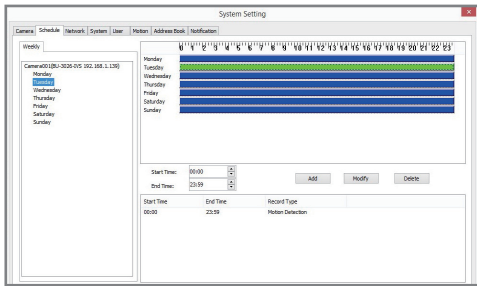 System Setting
Camera Schedule Network System User Motion Address Book Notification
Weekly
0 1 2 3 4 5 6 7 8 9 10 11 12 13 14 15 16 17 18 19 20 21 22 23
Camera001(BU-3026-IVS 192.168.1.139)
Monday
Tuesday
Wednesday
Thursday
Friday
Saturday
Sunday
Monday
Tuesday
Wednesday
Thursday
Friday
Saturday
Sunday
Start Time: 00:00
End Time: 23:59
Add Modify Delete
Start Time End Time Record Type
00:00 23:59 Motion Detection